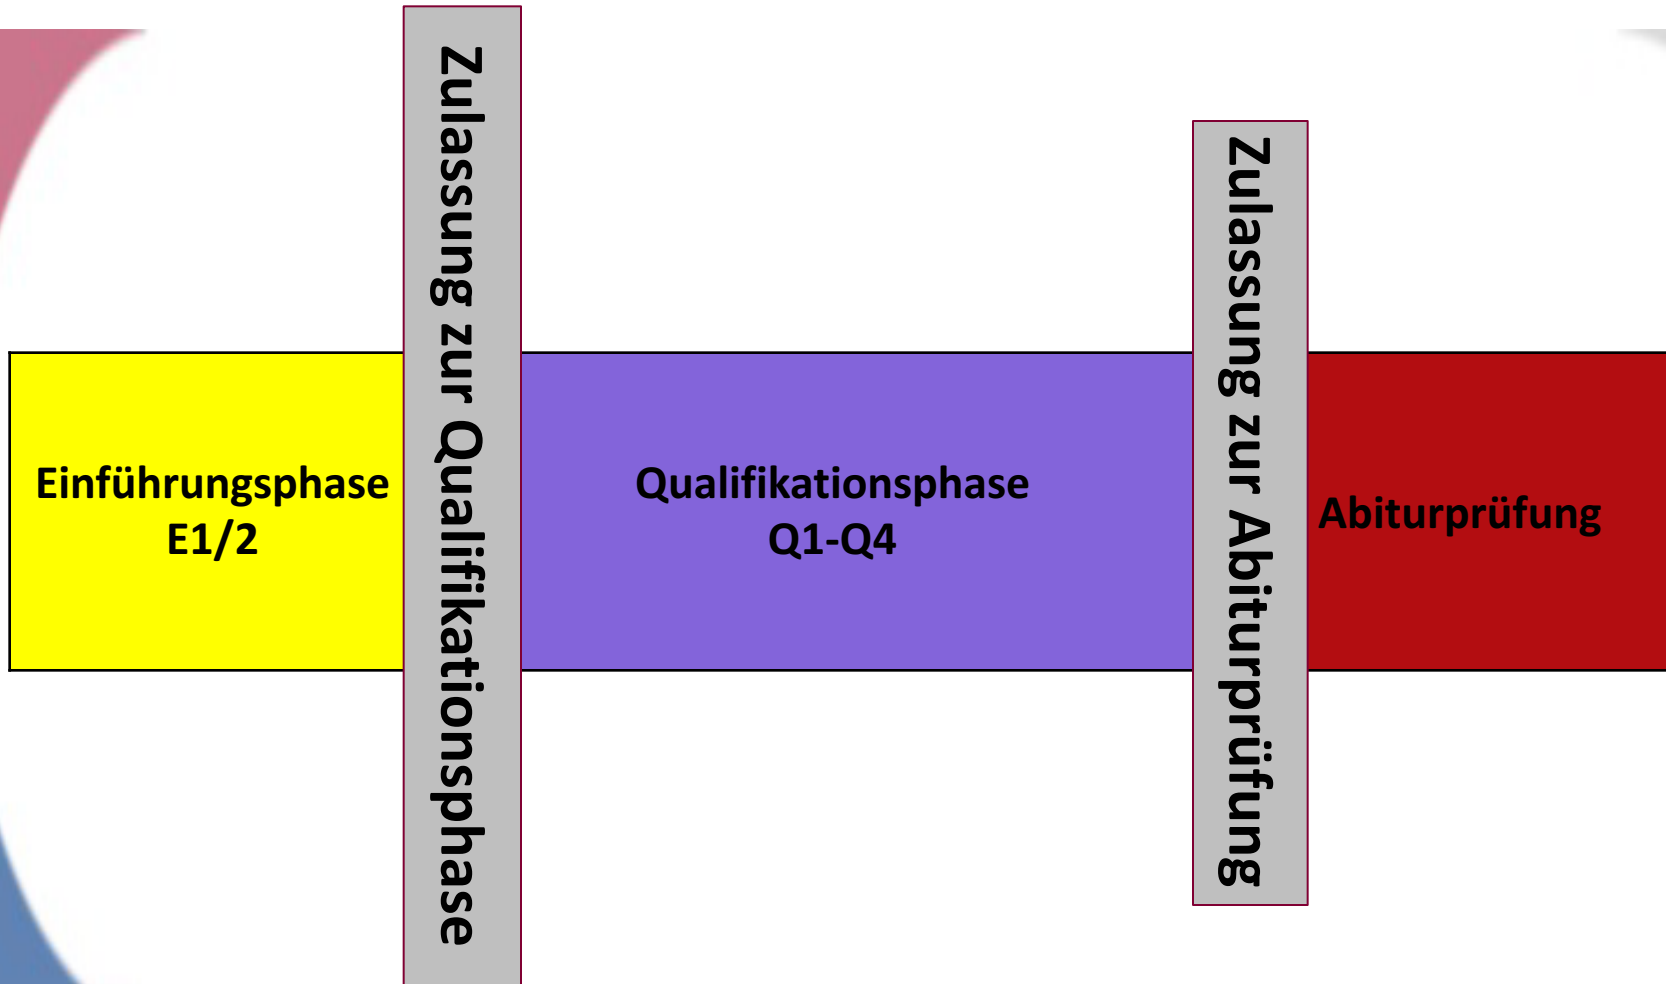 Einführungsphase
E1/2
Zulassung zur Qualifikationsphase
Qualifikationsphase
Q1-Q4
Zulassung zur Abiturprüfung
Abiturprüfung